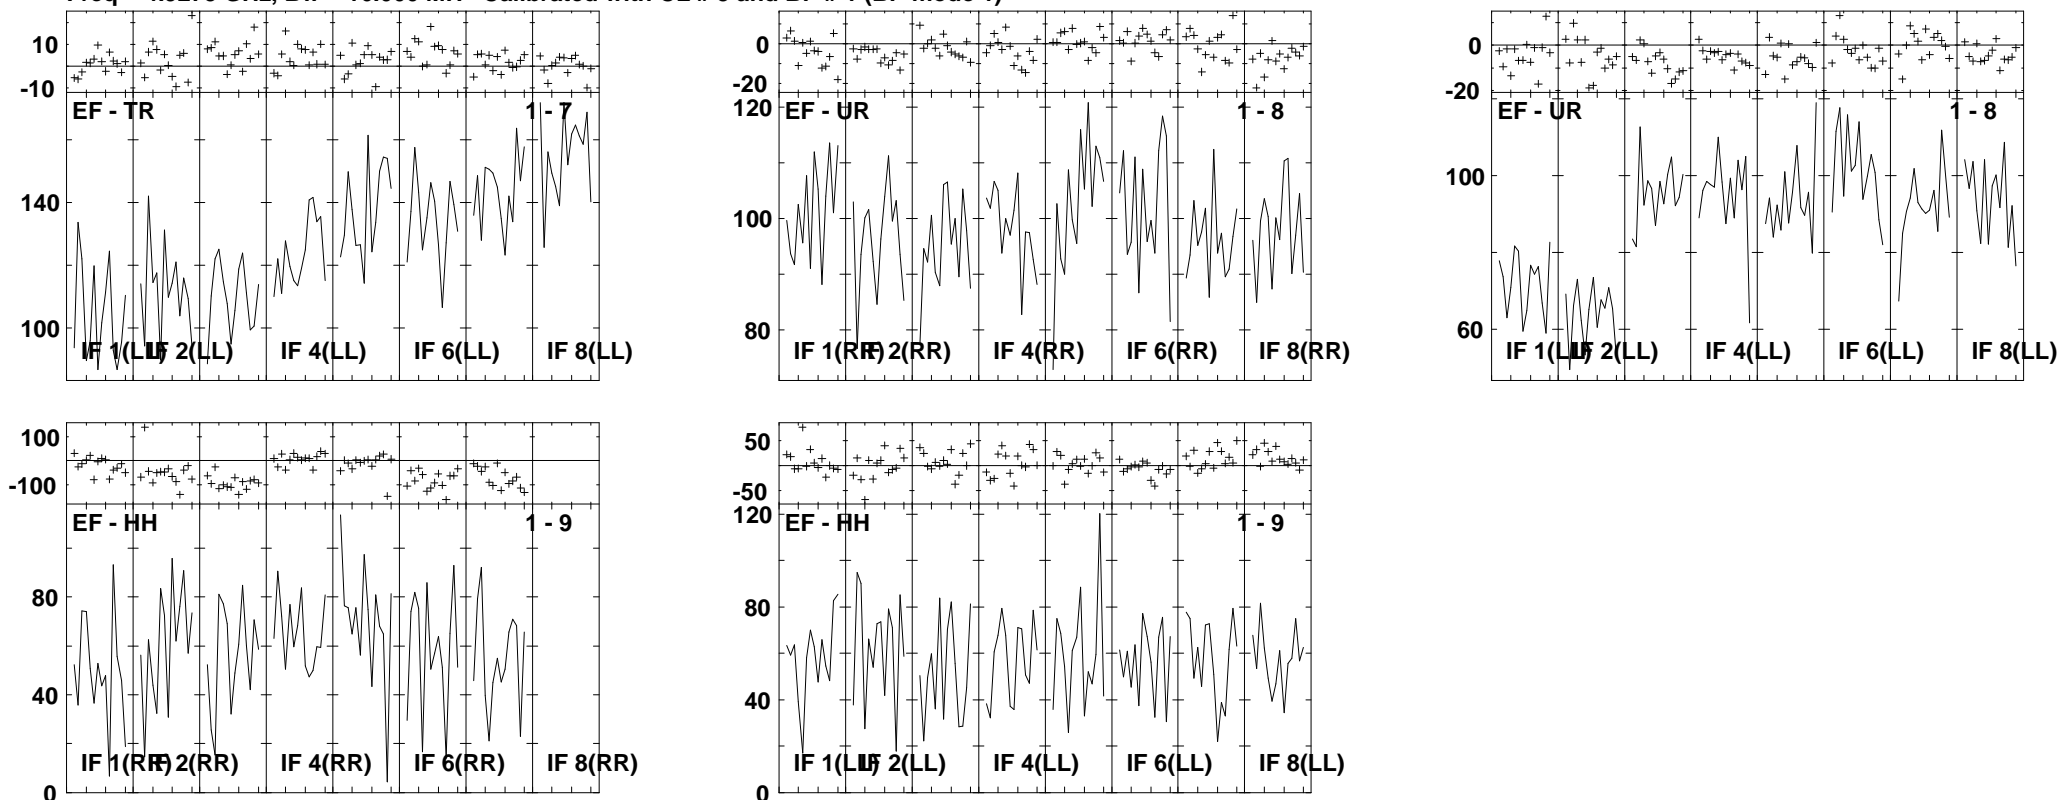 10
0
0
-10
-20
-20
120
EF - TR
1 - 7
EF - UR
1 - 8
EF - UR
1 - 8
140
100
100
100
80
60
IF 1(LL)
IF 2(LL)
IF 4(LL)
IF 6(LL)
IF 8(LL)
IF 1(RR)
IF 2(RR)
IF 4(RR)
IF 6(RR)
IF 8(RR)
IF 1(LL)
IF 2(LL)
IF 4(LL)
IF 6(LL)
IF 8(LL)
100
50
-100
-50
EF - HH
1 - 9
120
EF - HH
1 - 9
80
80
40
40
IF 1(RR)
IF 2(RR)
IF 4(RR)
IF 6(RR)
IF 8(RR)
IF 1(LL)
IF 2(LL)
IF 4(LL)
IF 6(LL)
IF 8(LL)
0
0